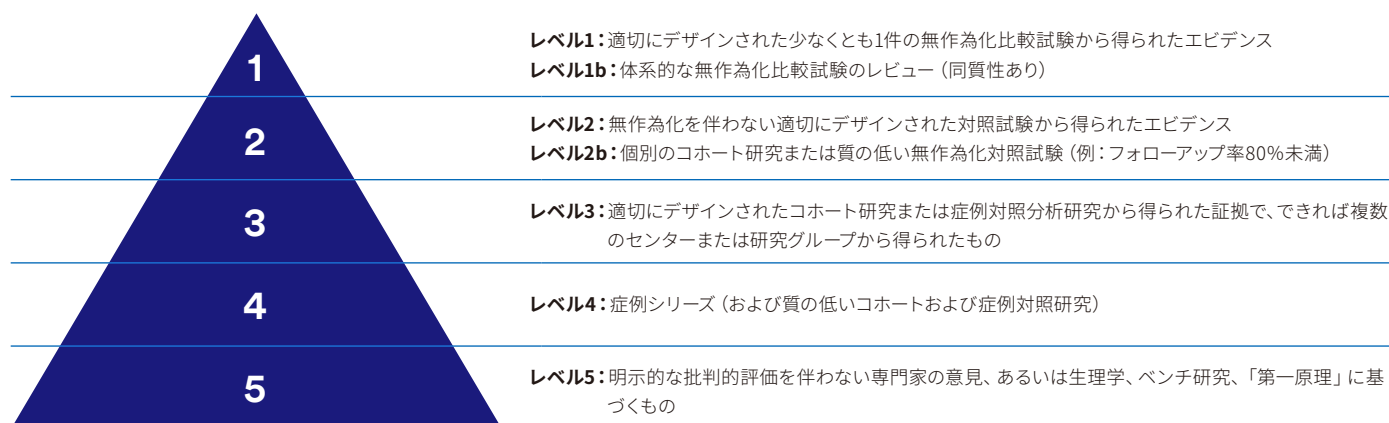 1
レベル1：適切にデザインされた少なくとも1件の無作為化比較試験から得られたエビデンス
レベル1b：体系的な無作為化比較試験のレビュー（同質性あり）
2
レベル2：無作為化を伴わない適切にデザインされた対照試験から得られたエビデンス
レベル2b：個別のコホート研究または質の低い無作為化対照試験（例：フォローアップ率80%未満）
3
レベル3：適切にデザインされたコホート研究または症例対照分析研究から得られた証拠で、できれば複数
のセンターまたは研究グループから得られたもの
4
レベル4：症例シリーズ（および質の低いコホートおよび症例対照研究）
5
レベル5：明示的な批判的評価を伴わない専門家の意見、あるいは生理学、ベンチ研究、「第一原理」に基
づくもの